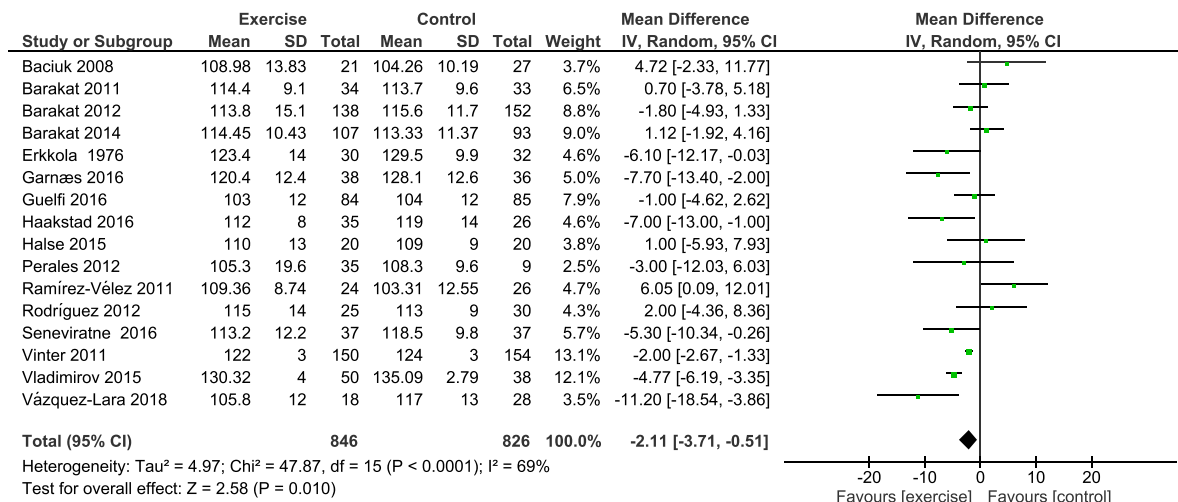 Exercise Control Mean Difference Mean Difference
Study or Subgroup Mean SD Total Mean SD Total Weight IV, Random, 95% CI IV, Random, 95% CI
Baciuk 2008 108.98 13.83 21 104.26 10.19 27 3.7% 4.72 [-2.33, 11.77]
Barakat 2011 114.4 9.1 34 113.7 9.6 33 6.5% 0.70 [-3.78, 5.18]
Barakat 2012 113.8 15.1 138 115.6 11.7 152 8.8% -1.80 [-4.93, 1.33]
Barakat 2014 114.45 10.43 107 113.33 11.37 93 9.0% 1.12 [-1.92, 4.16]
Erkkola 1976 123.4 14 30 129.5 9.9 32 4.6% -6.10 [-12.17, -0.03]
Garnæs 2016 120.4 12.4 38 128.1 12.6 36 5.0% -7.70 [-13.40, -2.00]
Guelfi 2016 103 12 84 104 12 85 7.9% -1.00 [-4.62, 2.62]
Haakstad 2016 112 8 35 119 14 26 4.7% -7.00 [-13.00, -1.00]
Halse 2015 110 13 20 109 9 20 3.8% 1.00 [-5.93, 7.93]
Perales 2012 105.3 19.6 35 108.3 9.6 9 2.5% -3.00 [-12.03, 6.03]
Ramírez-Vélez 2011 109.36 8.74 24 103.31 12.55 26 4.7% 6.05 [0.09, 12.01]
Rodríguez 2012 115 14 25 113 9 30 4.3% 2.00 [-4.36, 8.36]
Seneviratne 2016 113.2 12.2 37 118.5 9.8 37 5.7% -5.30 [-10.34, -0.26]
Vinter 2011 122 3 150 124 3 154 13.1% -2.00 [-2.67, -1.33]
Vladimirov 2015 130.32 4 50 135.09 2.79 38 12.1% -4.77 [-6.19, -3.35]
Vázquez-Lara 2018 105.8 12 18 117 13 28 3.5% -11.20 [-18.54, -3.86]
Total (95% CI) 846 826 100.0% -2.11 [-3.71, -0.51]
Heterogeneity: Tau² = 4.97; Chi² = 47.87, df = 15 (P < 0.0001); I² = 69%
Test for overall effect: Z = 2.58 (P = 0.010)
-20 -10 0 10 20
Favours [exercise] Favours [control]